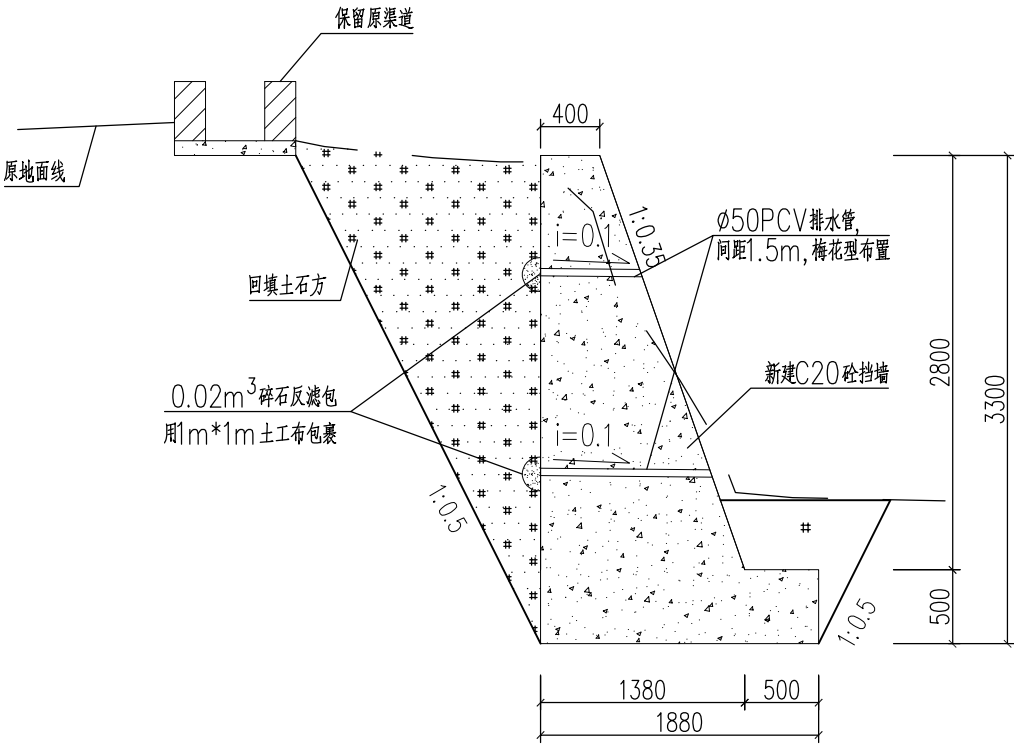 保留原渠道
400
原地面线
1:0.35
ø50PCV排水管,
间距1.5m,梅花型布置
i=0.1
回填土石方
2800
3300
新建C20砼挡墙
0.02m³碎石反滤包
用1m*1m土工布包裹
i=0.1
1:0.5
500
1:0.5
1380
500
1880